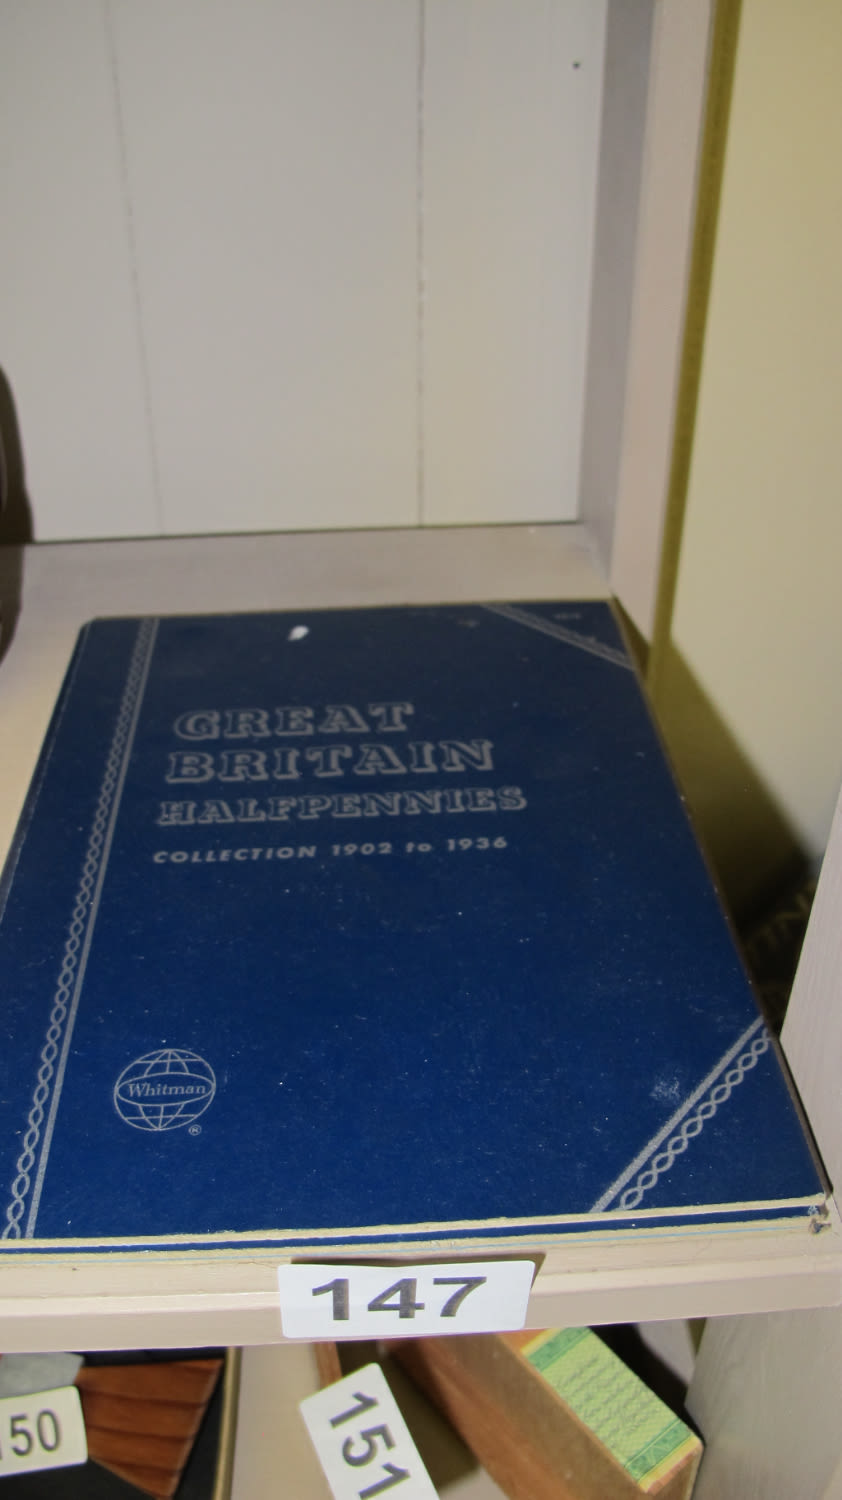 GREAT
BRITAIN
HALFPENNIES
COLLECTION 1902 to 1936
Whitman
®
147
150
151